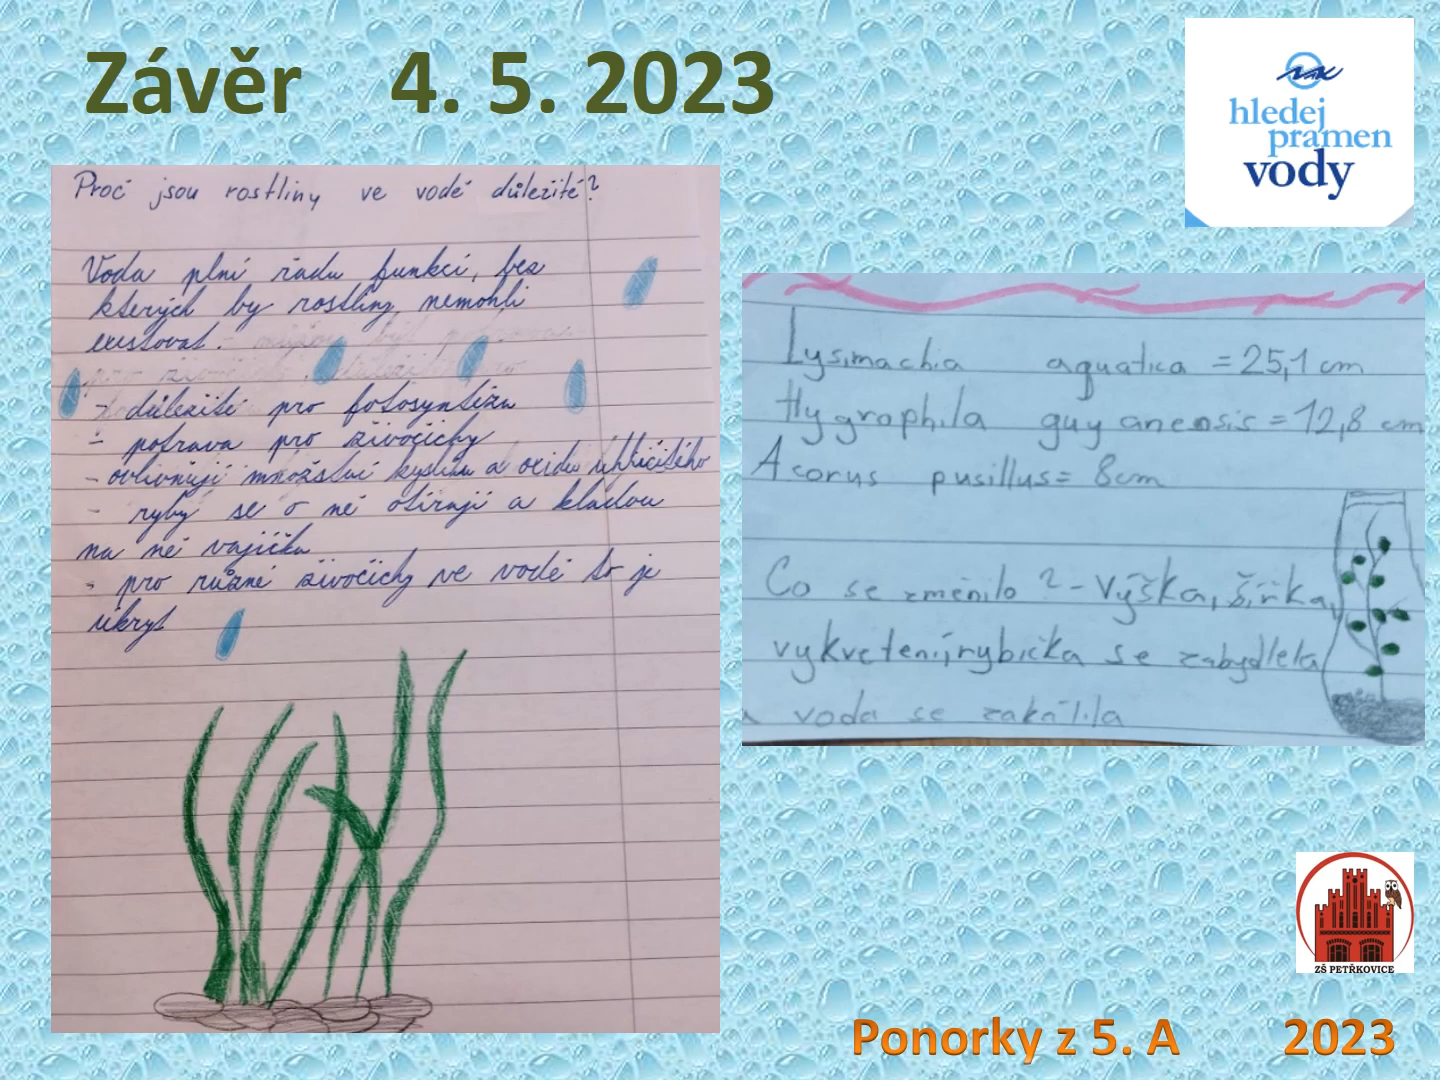 Závěr 4. 5. 2023
hledej
pramen
vody
Proč jsou rostliny ve vodě důležité?
Voda plní řadu funkcí, bez
kterých by rostliny nemohli
existovat.
- důležité pro fotosyntézu
- potrava pro živočichy
- ovlivňují množství kyslíku a oxidu uhličitého
- ryby se o ně otírají a kladou
na ně vajíčka
- pro různé živočichy ve vodě to je
úkryt
Lysimachia aquatica = 25,1 cm
Hygraphila guyanensis = 12,8 cm
Acorus pusillus = 8cm
Co se změnilo? - Výška, šířka,
vykvetení, rybička se zabydlela
voda se zakálila
ZŠ PETŘKOVICE
Ponorky z 5. A 2023